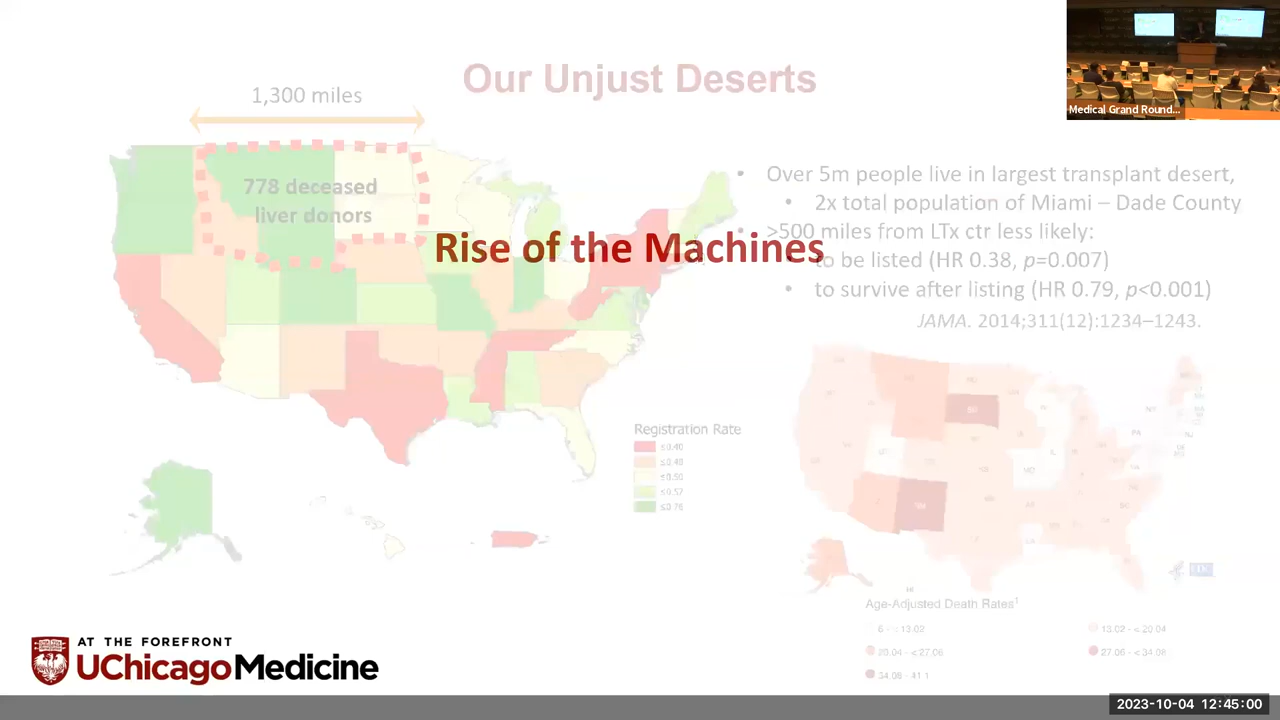 Medical Grand Round...
Our Unjust Deserts
1,300 miles
778 deceased
liver donors
Rise of the Machines
• Over 5m people live in largest transplant desert,
• 2x total population of Miami – Dade County
• >500 miles from LTx ctr less likely:
• to be listed (HR 0.38, p=0.007)
• to survive after listing (HR 0.79, p<0.001)
JAMA. 2014;311(12):1234–1243.
Registration Rate
≤0.40
≤0.48
≤0.50
≤0.57
≤0.76
Age-Adjusted Death Rates1
6 - < 13.02
13.02 - < 20.04
20.04 - < 27.06
27.06 - < 34.08
34.08 - 41.1
AT THE FOREFRONT
UChicago Medicine
2023-10-04 12:45:00